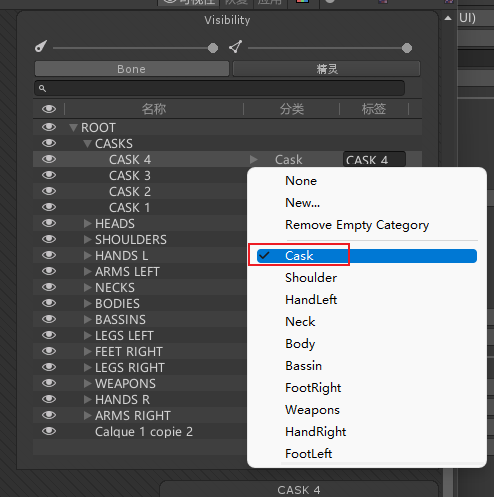 可视性 恢复 应用
UI)
Visibility
Bone 精灵
名称 分类 标签
ROOT
CASKS
CASK 4 Cask CASK 4
CASK 3
CASK 2
CASK 1
HEADS
SHOULDERS
HANDS L
ARMS LEFT
NECKS
BODIES
BASSINS
LEGS LEFT
FEET RIGHT
LEGS RIGHT
WEAPONS
HANDS R
ARMS RIGHT
Calque 1 copie 2
None
New...
Remove Empty Category
Cask
Shoulder
HandLeft
Neck
Body
Bassin
FootRight
Weapons
HandRight
FootLeft
CASK 4